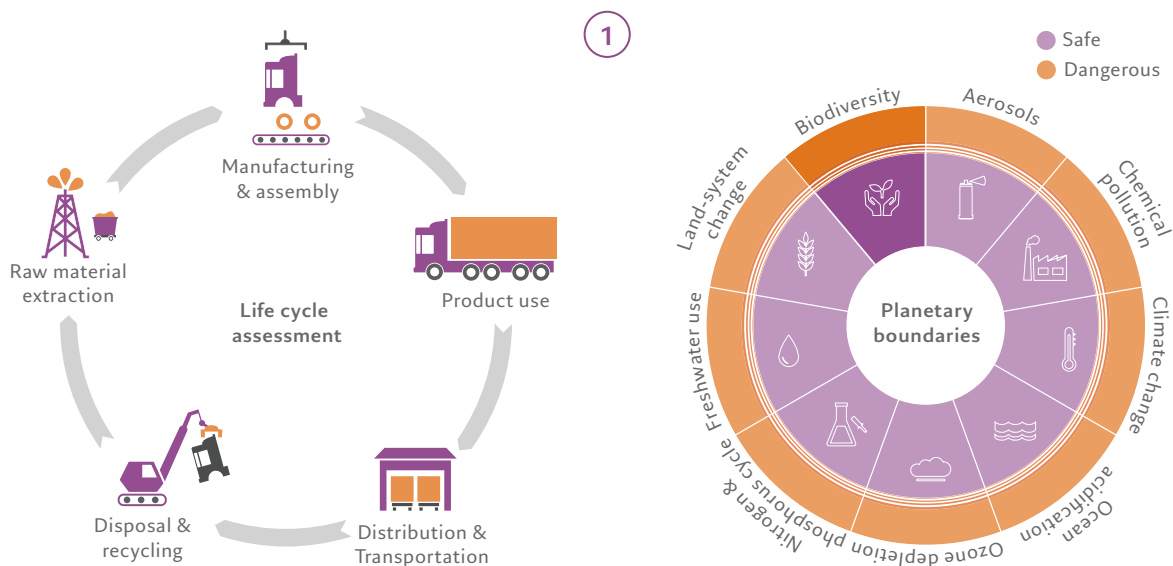 1
Safe
Dangerous
Manufacturing
& assembly
Raw material
extraction
Product use
Life cycle
assessment
Disposal &
recycling
Distribution &
Transportation
Planetary
boundaries
Biodiversity
Aerosols
Chemical
pollution
Climate change
Ocean
acidification
Ozone depletion
Nitrogen &
phosphorus cycle
Freshwater use
Land-system
change